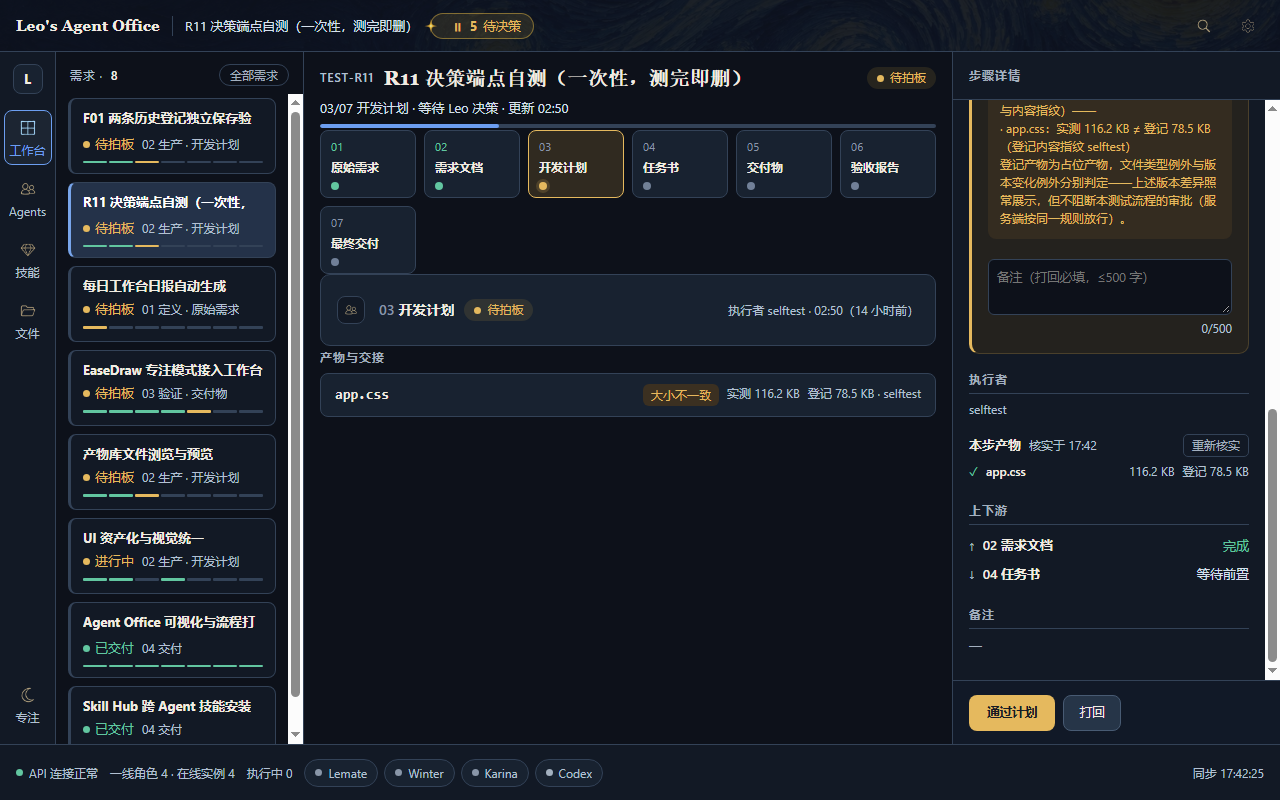 Leo's Agent Office
R11 决策端点自测（一次性，测完即删）
5 待决策
L
工作台
Agents
技能
文件
专注
需求 · 8
全部需求
F01 两条历史登记独立保存验
待拍板 02 生产 · 开发计划
R11 决策端点自测（一次性，
待拍板 02 生产 · 开发计划
每日工作台日报自动生成
待拍板 01 定义 · 原始需求
EaseDraw 专注模式接入工作台
待拍板 03 验证 · 交付物
产物库文件浏览与预览
待拍板 02 生产 · 开发计划
UI 资产化与视觉统一
进行中 02 生产 · 开发计划
Agent Office 可视化与流程打
已交付 04 交付
Skill Hub 跨 Agent 技能安装
已交付 04 交付
TEST-R11 R11 决策端点自测（一次性，测完即删）
待拍板
03/07 开发计划 · 等待 Leo 决策 · 更新 02:50
01
原始需求
02
需求文档
03
开发计划
04
任务书
05
交付物
06
验收报告
07
最终交付
03 开发计划 待拍板
执行者 selftest · 02:50（14 小时前）
产物与交接
app.css
大小不一致 实测 116.2 KB 登记 78.5 KB · selftest
步骤详情
与内容指纹）——
· app.css：实测 116.2 KB ≠ 登记 78.5 KB
（登记内容指纹 selftest）
登记产物为占位产物，文件类型例外与版
本变化例外分别判定——上述版本差异照
常展示，但不阻断本测试流程的审批（服
务端按同一规则放行）。
备注（打回必填，≤500 字）
0/500
执行者
selftest
本步产物 核实于 17:42
重新核实
✓ app.css
116.2 KB 登记 78.5 KB
上下游
↑ 02 需求文档
完成
↓ 04 任务书
等待前置
备注
—
通过计划
打回
API 连接正常 一线角色 4 · 在线实例 4 执行中 0
Lemate
Winter
Karina
Codex
同步 17:42:25